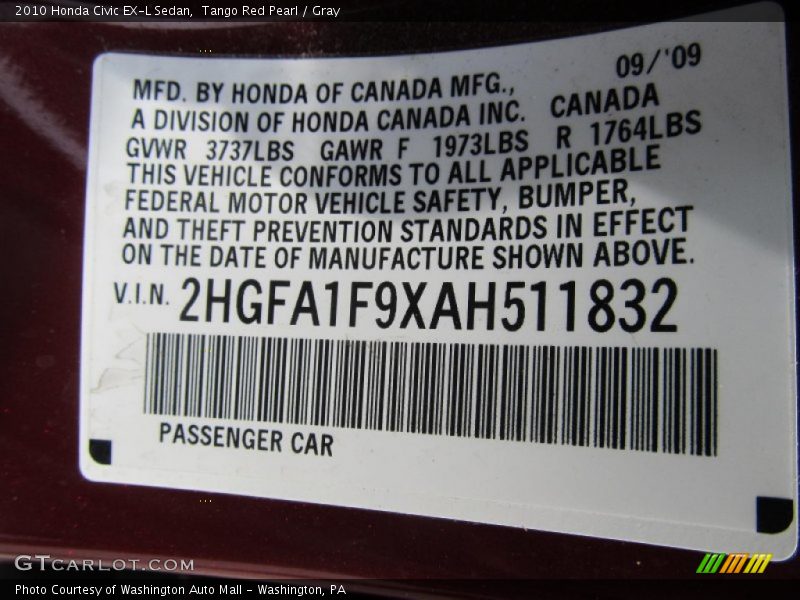 2010 Honda Civic EX-L Sedan,  Tango Red Pearl / Gray
09/'09
MFD. BY HONDA OF CANADA MFG.,
A DIVISION OF HONDA CANADA INC. CANADA
GVWR 3737LBS GAWR F 1973LBS R 1764LBS
THIS VEHICLE CONFORMS TO ALL APPLICABLE
FEDERAL MOTOR VEHICLE SAFETY, BUMPER,
AND THEFT PREVENTION STANDARDS IN EFFECT
ON THE DATE OF MANUFACTURE SHOWN ABOVE.
V.I.N. 2HGFA1F9XAH511832
PASSENGER CAR
GTCARLOT.COM
Photo Courtesy of Washington Auto Mall - Washington, PA